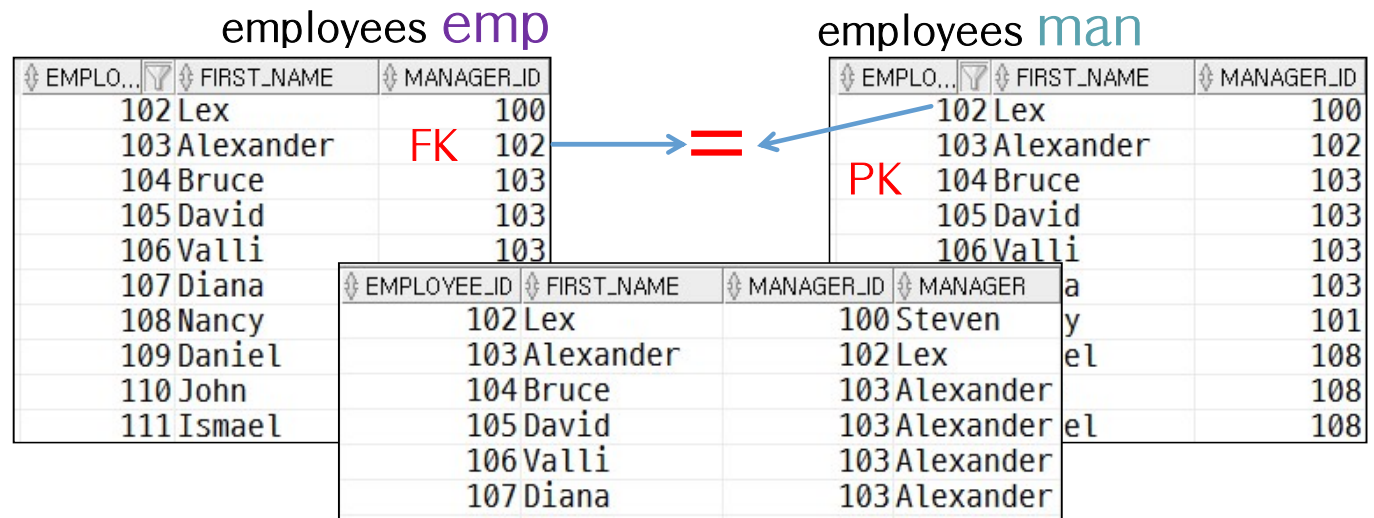 employees emp
employees man
EMPLO... FIRST_NAME MANAGER_ID
102 Lex 100
103 Alexander 102
104 Bruce 103
105 David 103
106 Valli 103
107 Diana
108 Nancy
109 Daniel
110 John
111 Ismael
FK
=
EMPLO... FIRST_NAME MANAGER_ID
102 Lex 100
103 Alexander 102
104 Bruce 103
105 David 103
106 Valli 103
a 103
y 101
el 108
108
el 108
PK
EMPLOYEE_ID FIRST_NAME MANAGER_ID MANAGER
102 Lex 100 Steven
103 Alexander 102 Lex
104 Bruce 103 Alexander
105 David 103 Alexander
106 Valli 103 Alexander
107 Diana 103 Alexander